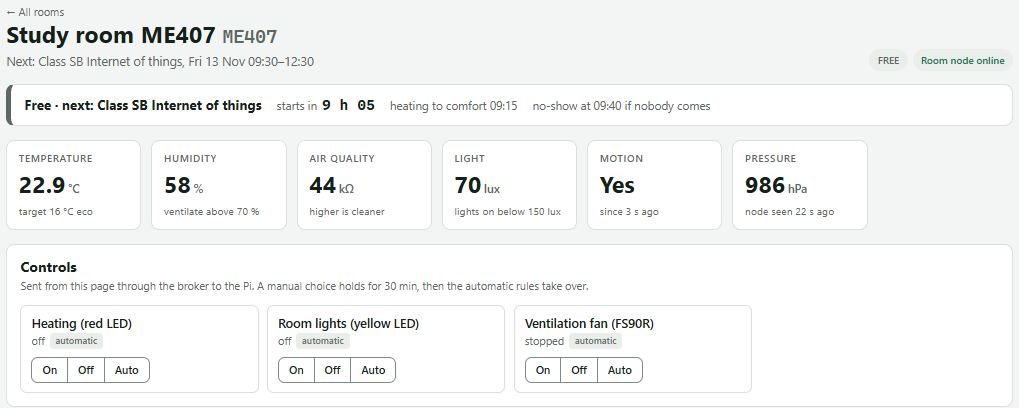 ← All rooms
Study room ME407 ME407
Next: Class SB Internet of things, Fri 13 Nov 09:30–12:30
FREE
Room node online
Free · next: Class SB Internet of things starts in 9 h 05 heating to comfort 09:15 no-show at 09:40 if nobody comes
TEMPERATURE
22.9 °C
target 16 °C eco
HUMIDITY
58 %
ventilate above 70 %
AIR QUALITY
44 kΩ
higher is cleaner
LIGHT
70 lux
lights on below 150 lux
MOTION
Yes
since 3 s ago
PRESSURE
986 hPa
node seen 22 s ago
Controls
Sent from this page through the broker to the Pi. A manual choice holds for 30 min, then the automatic rules take over.
Heating (red LED)
off automatic
On Off Auto
Room lights (yellow LED)
off automatic
On Off Auto
Ventilation fan (FS90R)
stopped automatic
On Off Auto